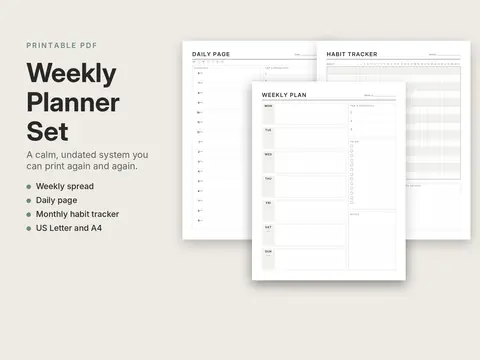 PRINTABLE PDF
Weekly
Planner
Set
A calm, undated system you
can print again and again.
Weekly spread
Daily page
Monthly habit tracker
US Letter and A4
DAILY PAGE
HABIT TRACKER
WEEKLY PLAN
MON
TUE
WED
THU
FRI
SAT
SUN